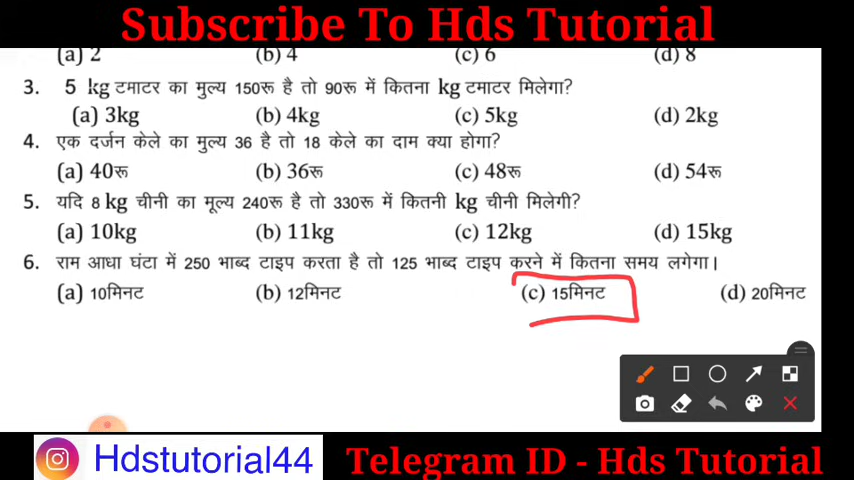 Subscribe To Hds Tutorial
(a) 2 (b) 4 (c) 6 (d) 8
3. 5 kg टमाटर का मुल्य 150रू है तो 90रू में कितना kg टमाटर मिलेगा?
(a) 3kg (b) 4kg (c) 5kg (d) 2kg
4. एक दर्जन केले का मुल्य 36 है तो 18 केले का दाम क्या होगा?
(a) 40रू (b) 36रू (c) 48रू (d) 54रू
5. यदि 8 kg चीनी का मूल्य 240रू है तो 330रू में कितनी kg चीनी मिलेगी?
(a) 10kg (b) 11kg (c) 12kg (d) 15kg
6. राम आधा घंटा में 250 भाब्द टाइप करता है तो 125 भाब्द टाइप करने में कितना समय लगेगा।
(a) 10मिनट (b) 12मिनट (c) 15मिनट (d) 20मिनट
Hdstutorial44 Telegram ID - Hds Tutorial